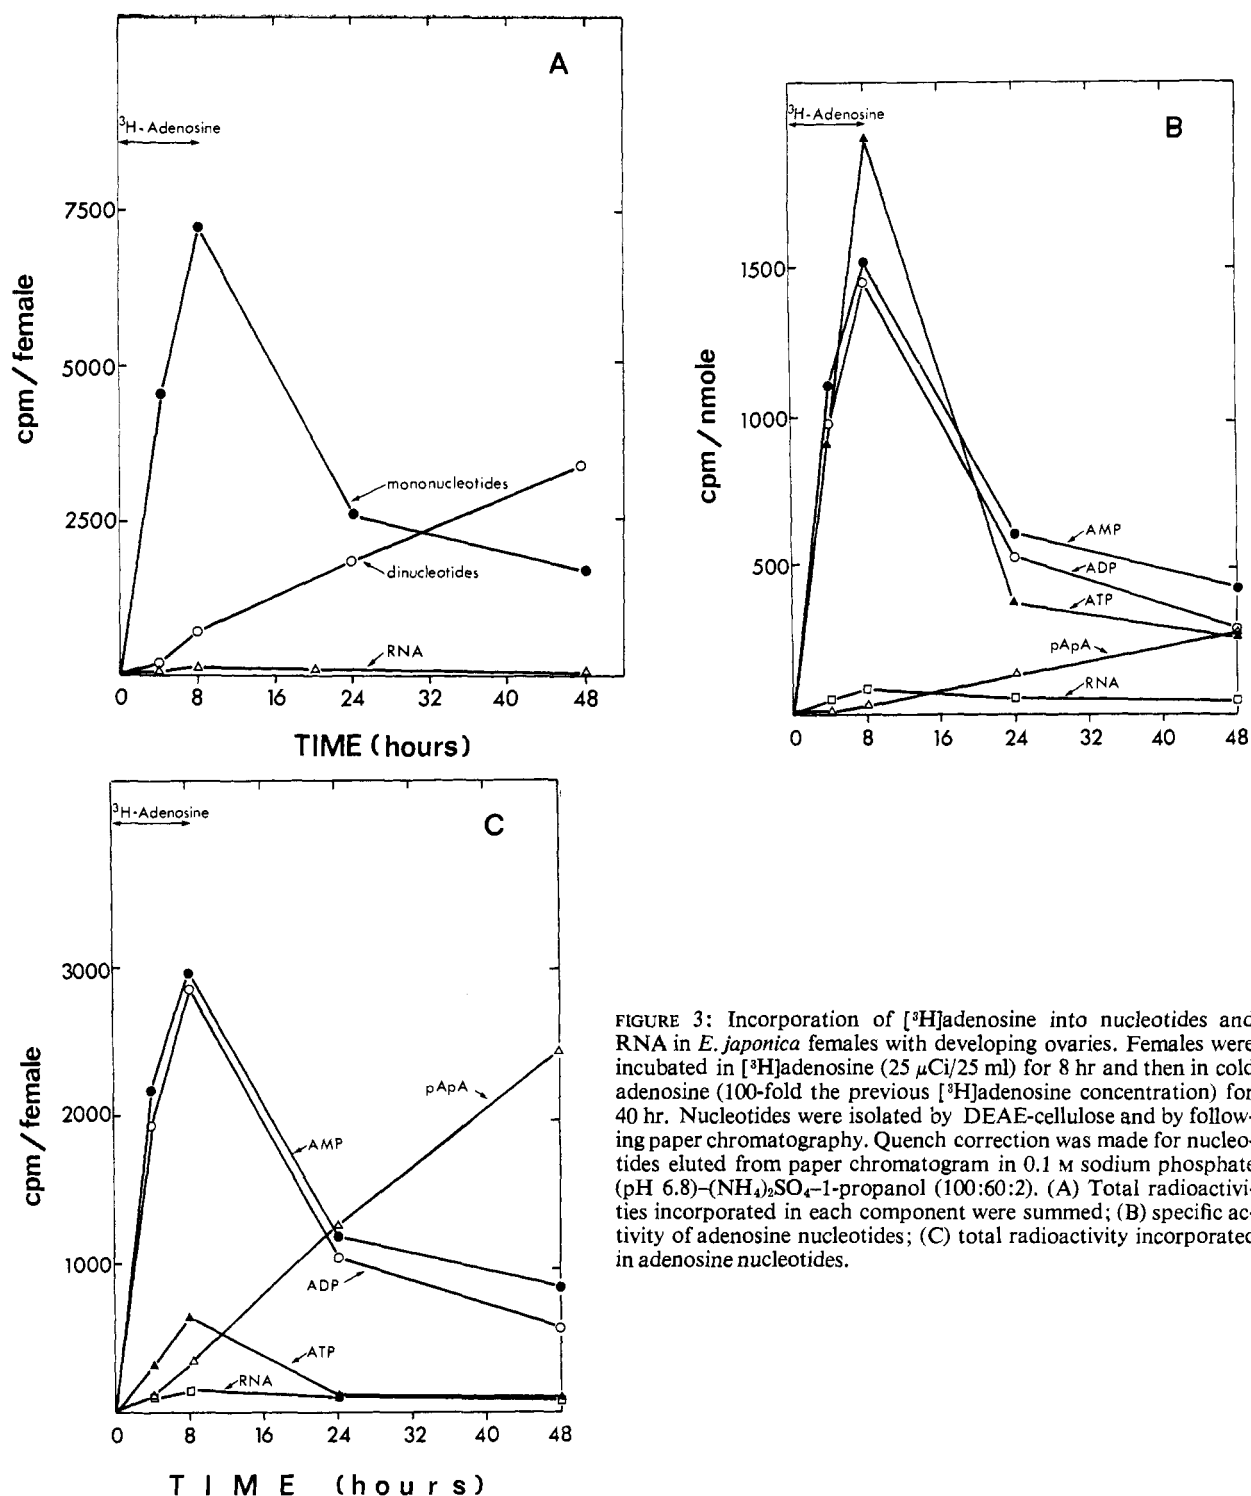 A
³H-Adenosine
7500
5000
2500
cpm/female
mononucleotides
dinucleotides
RNA
0 8 16 24 32 40 48
TIME (hours)
B
³H-Adenosine
1500
1000
500
cpm/nmole
AMP
ADP
ATP
pApA
RNA
0 8 16 24 32 40 48
C
³H-Adenosine
3000
2000
1000
cpm/female
pApA
AMP
ADP
ATP
RNA
0 8 16 24 32 40 48
TIME (hours)
FIGURE 3: Incorporation of [³H]adenosine into nucleotides and
RNA in E. japonica females with developing ovaries. Females were
incubated in [³H]adenosine (25 μCi/25 ml) for 8 hr and then in cold
adenosine (100-fold the previous [³H]adenosine concentration) for
40 hr. Nucleotides were isolated by DEAE-cellulose and by follow-
ing paper chromatography. Quench correction was made for nucleo-
tides eluted from paper chromatogram in 0.1 M sodium phosphate
(pH 6.8)–(NH₄)₂SO₄–1-propanol (100:60:2). (A) Total radioactivi-
ties incorporated in each component were summed; (B) specific ac-
tivity of adenosine nucleotides; (C) total radioactivity incorporated
in adenosine nucleotides.